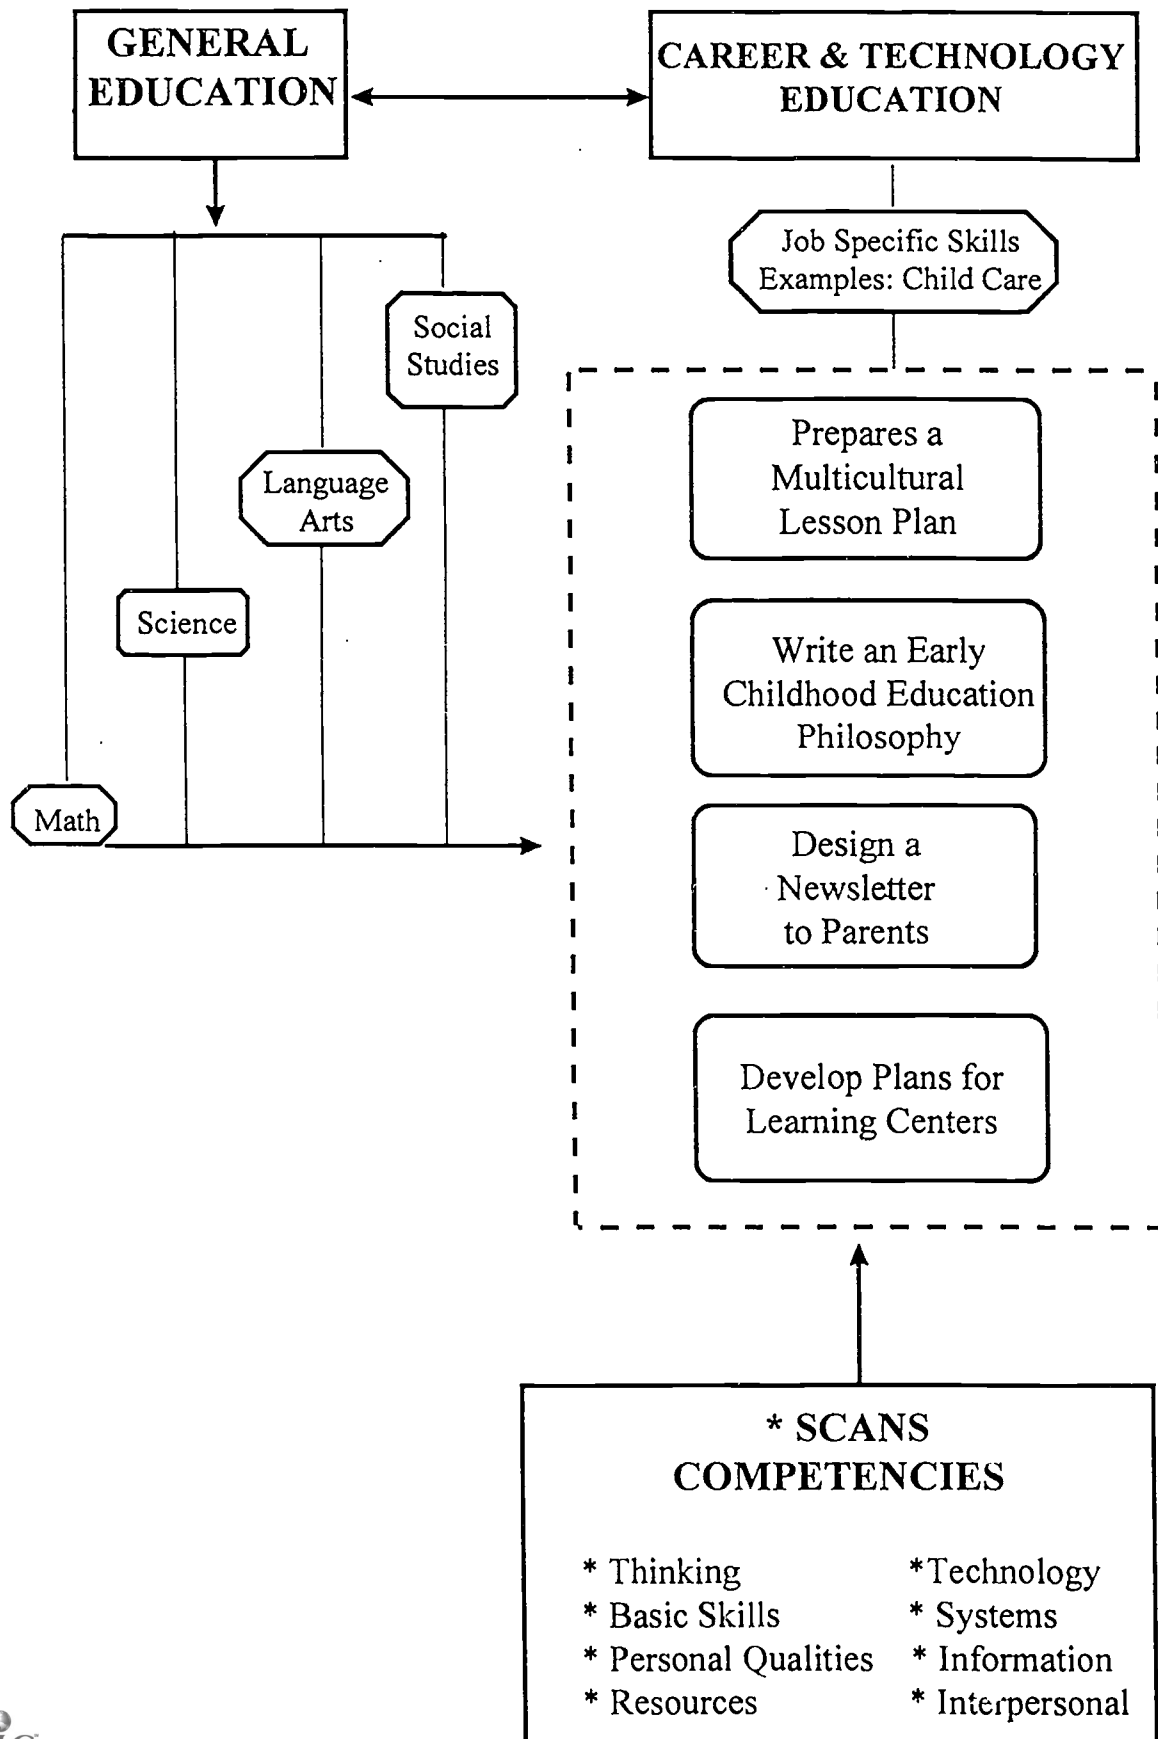 GENERAL
EDUCATION
CAREER & TECHNOLOGY
EDUCATION
Job Specific Skills
Examples: Child Care
Social
Studies
Language
Arts
Science
Math
Prepares a
Multicultural
Lesson Plan
Write an Early
Childhood Education
Philosophy
Design a
Newsletter
to Parents
Develop Plans for
Learning Centers
* SCANS
COMPETENCIES
* Thinking
* Basic Skills
* Personal Qualities
* Resources
*Technology
* Systems
* Information
* Interpersonal